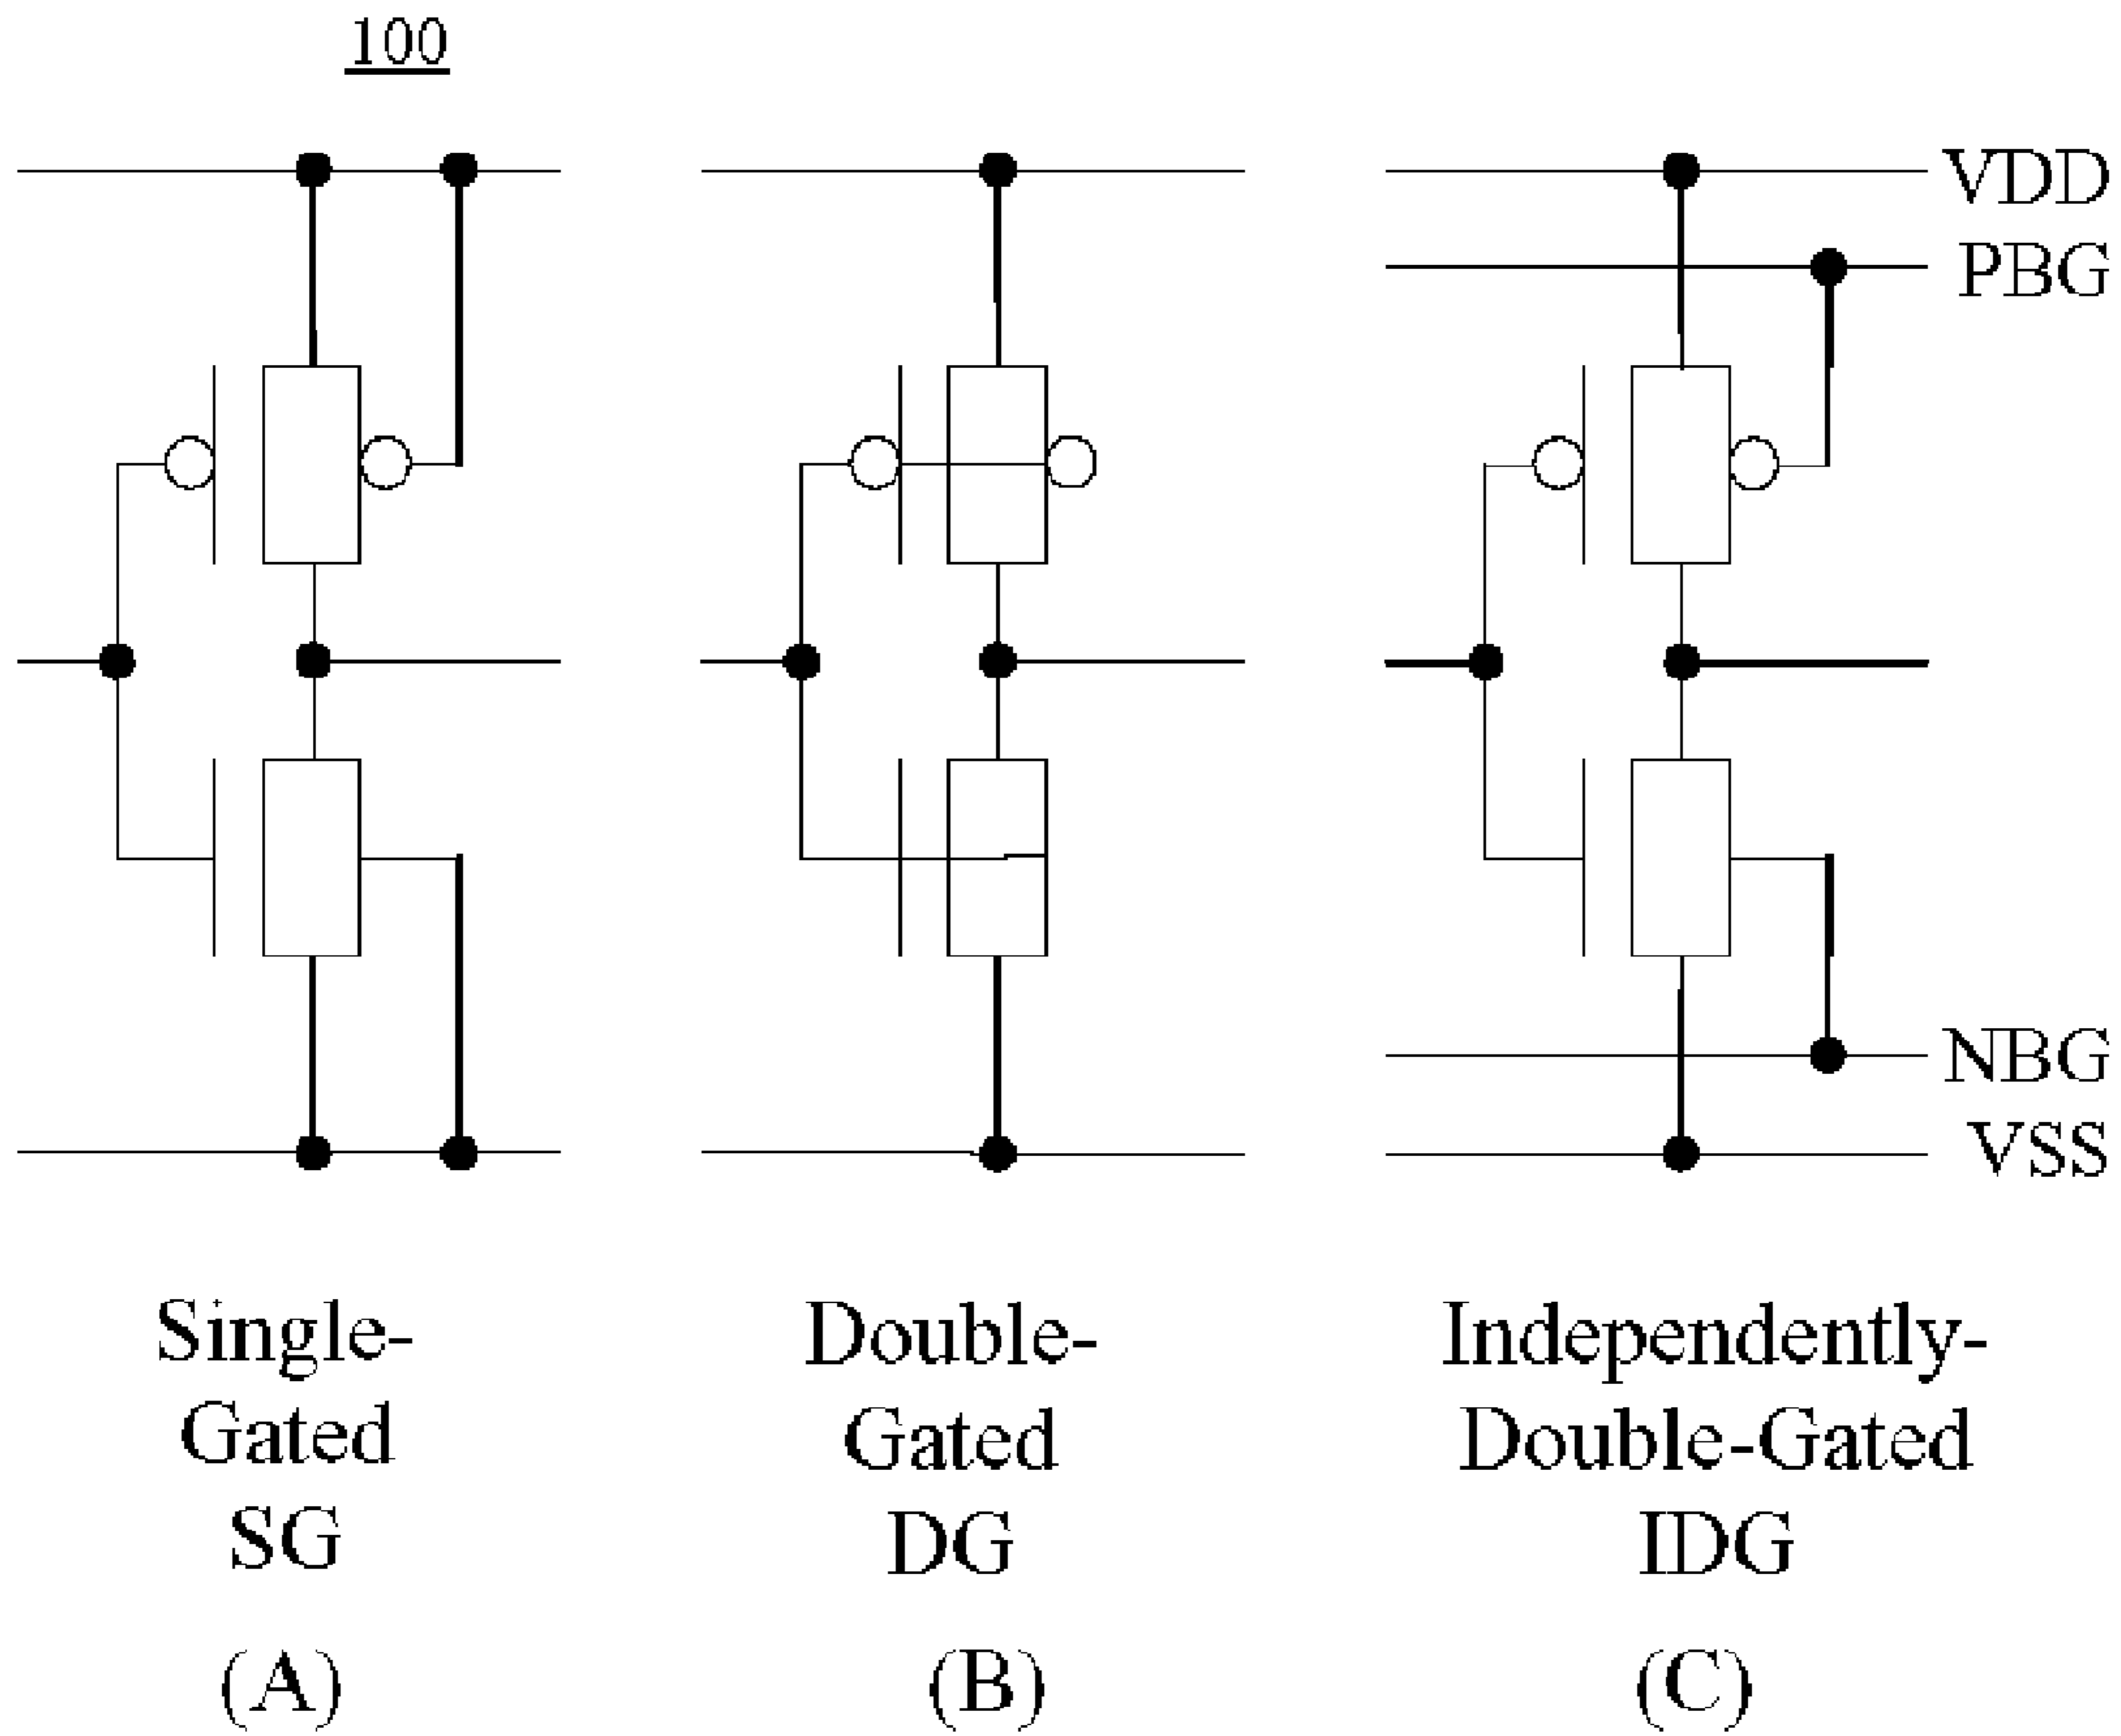 100
VDD
PBG
NBG
VSS
Single-
Gated
SG
(A)
Double-
Gated
DG
(B)
Independently-
Double-Gated
IDG
(C)